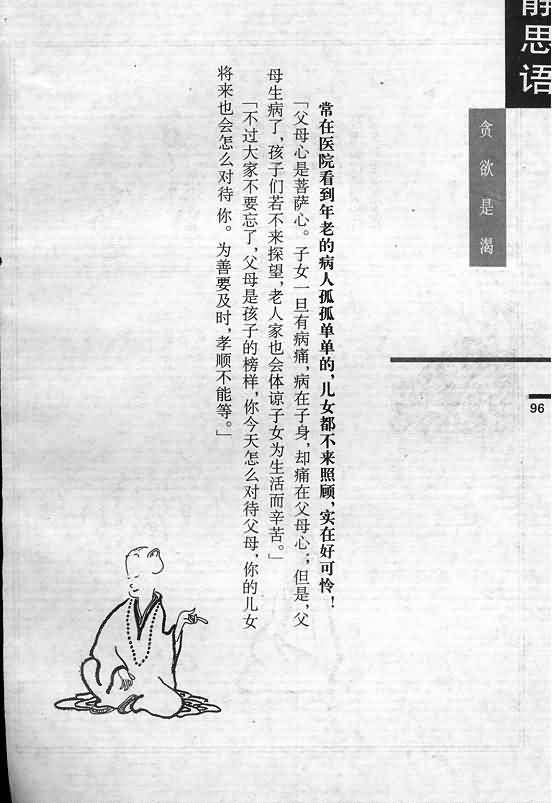 静思语
贪欲是渴
96
常在医院看到年老的病人孤孤单单的，儿女都不来照顾，实在好可怜！
「父母心是菩萨心。子女一旦有病痛，病在子身，却痛在父母心；但是，父
母生病了，孩子们若不来探望，老人家也会体谅子女为生活而辛苦。」
「不过大家不要忘了，父母是孩子的榜样，你今天怎么对待父母，你的儿女
将来也会怎么对待你。为善要及时，孝顺不能等。」